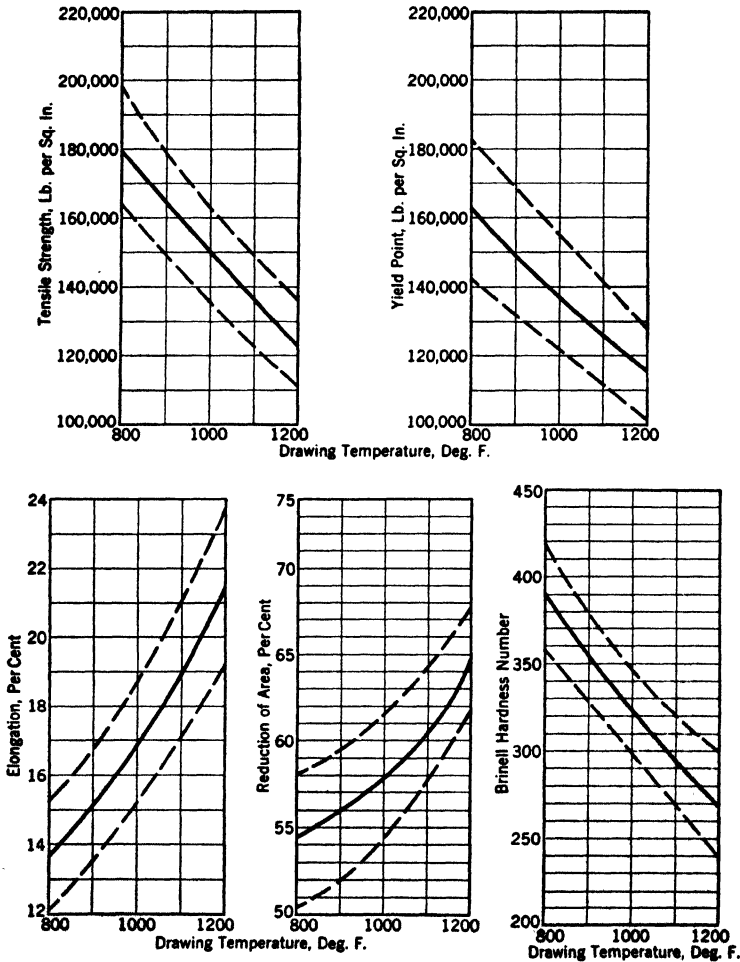 220,000
200,000
180,000
160,000
140,000
120,000
100,000
Tensile Strength, Lb. per Sq. In.
800 1000 1200
220,000
200,000
180,000
160,000
140,000
120,000
100,000
Yield Point, Lb. per Sq. In.
800 1000 1200
Drawing Temperature, Deg. F.
24
22
20
18
16
14
12
Elongation, Per Cent
800 1000 1200
75
70
65
60
55
50
Reduction of Area, Per Cent
800 1000 1200
Drawing Temperature, Deg. F.
450
400
350
300
250
200
Brinell Hardness Number
800 1000 1200
Drawing Temperature, Deg. F.